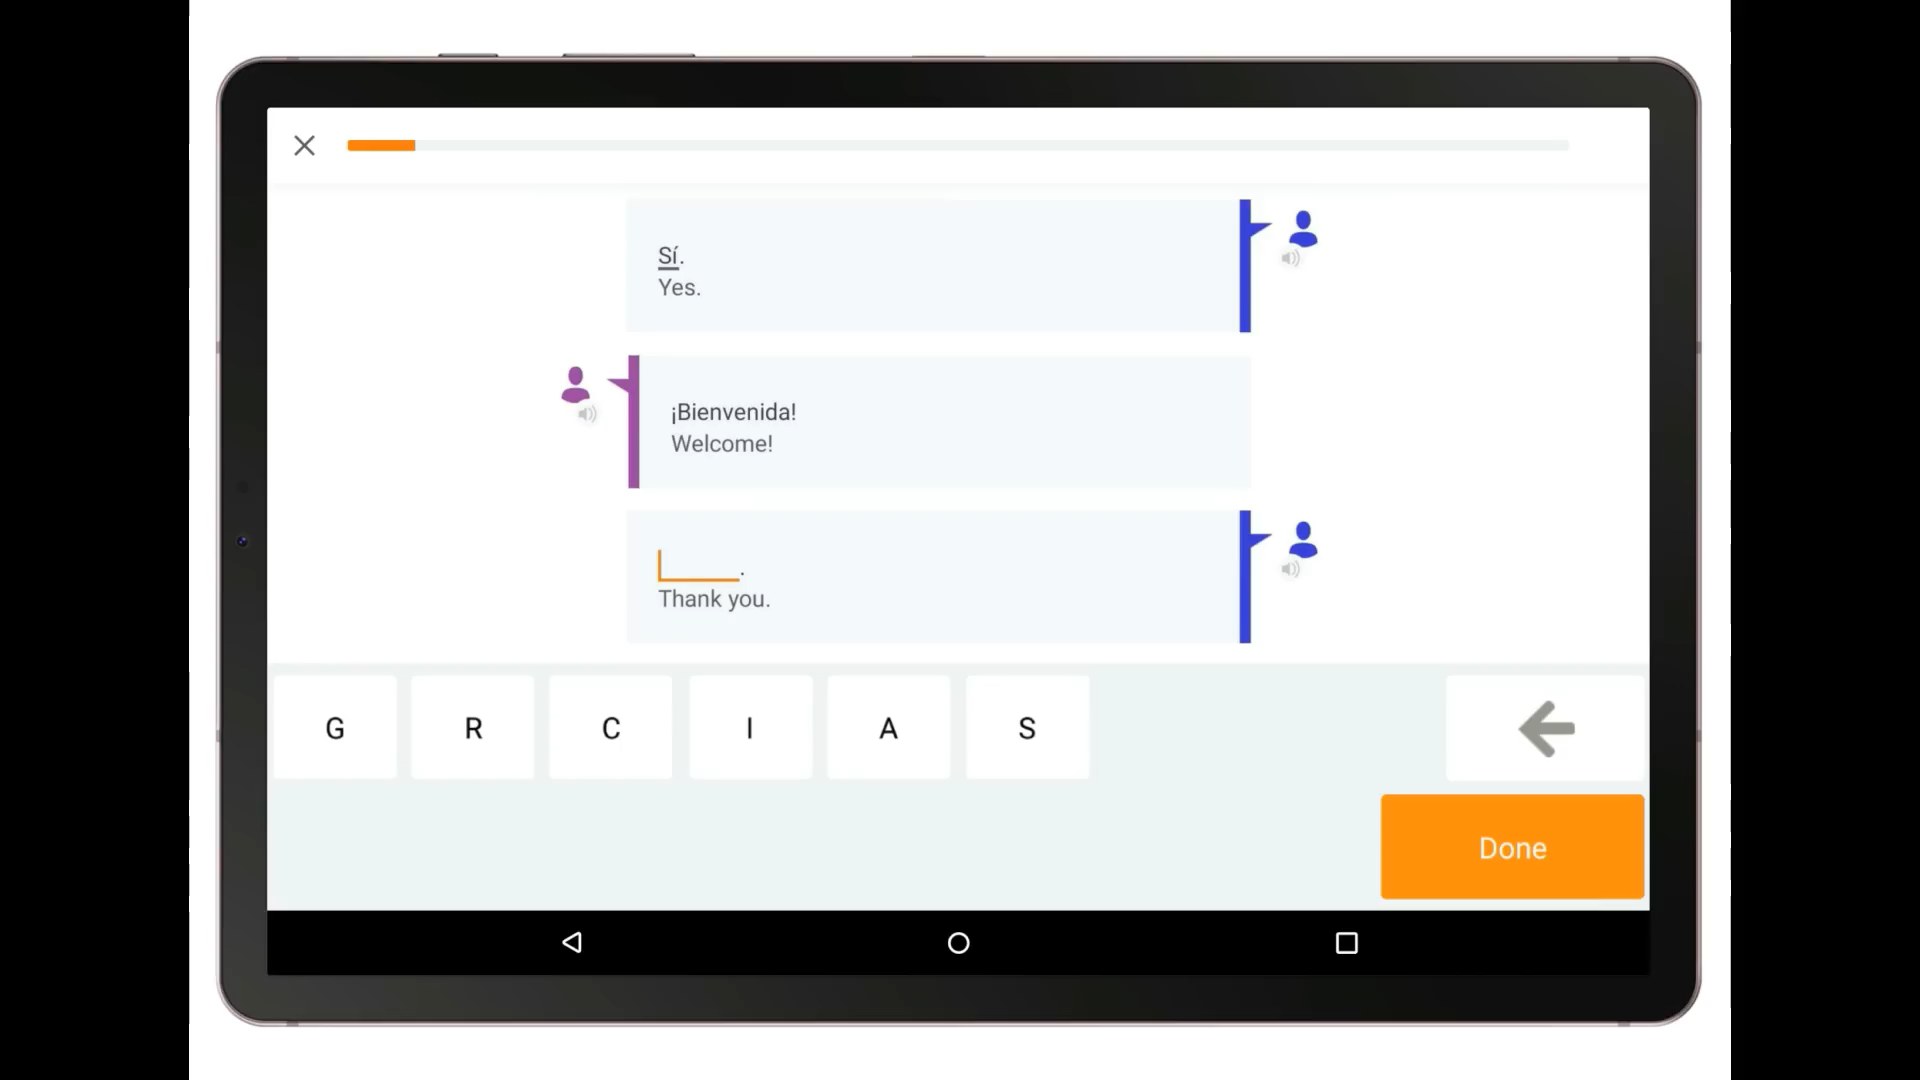 Sí.
Yes.
¡Bienvenida!
Welcome!
.
Thank you.
G R C I A S
Done